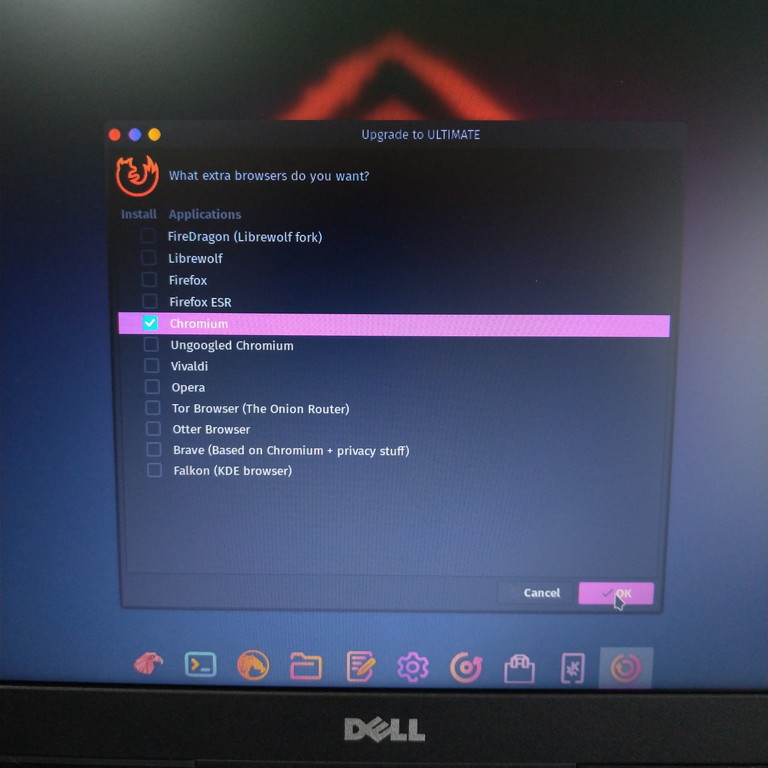 Upgrade to ULTIMATE
What extra browsers do you want?
Install Applications
FireDragon (Librewolf fork)
Librewolf
Firefox
Firefox ESR
Chromium
Ungoogled Chromium
Vivaldi
Opera
Tor Browser (The Onion Router)
Otter Browser
Brave (Based on Chromium + privacy stuff)
Falkon (KDE browser)
Cancel OK
DELL